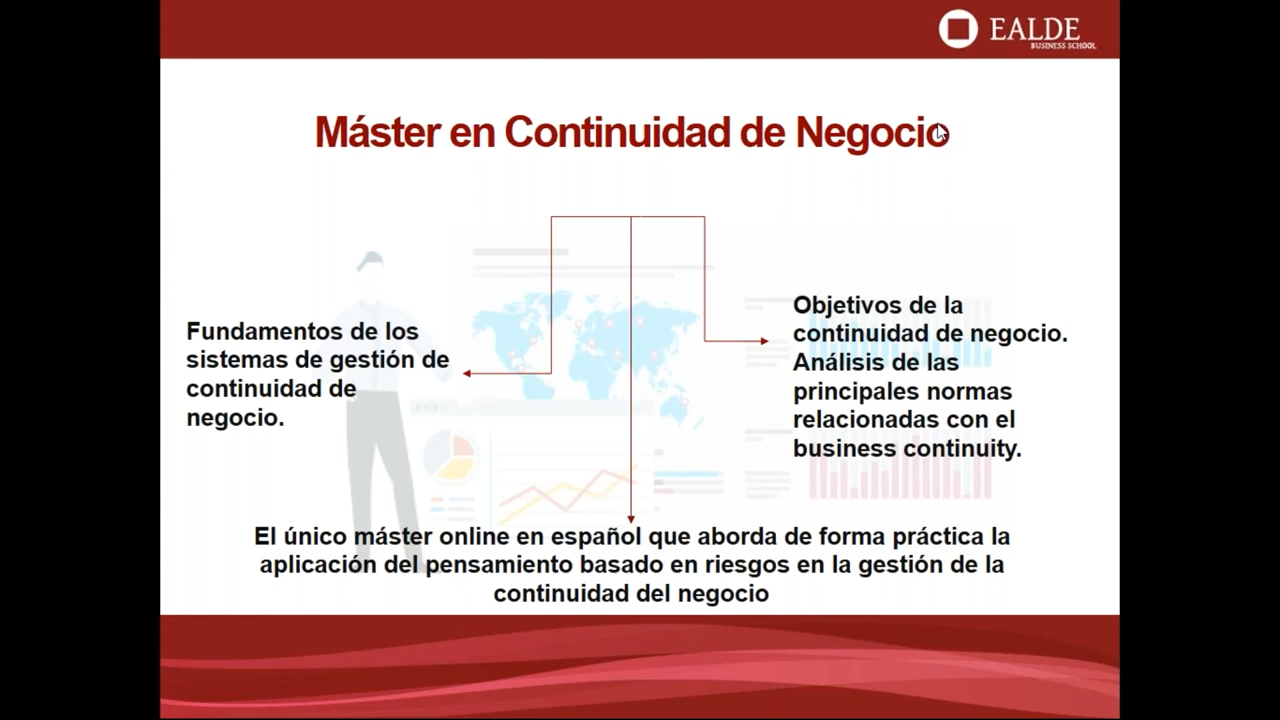 EALDE
BUSINESS SCHOOL
Máster en Continuidad de Negocio
Fundamentos de los
sistemas de gestión de
continuidad de
negocio.
Objetivos de la
continuidad de negocio.
Análisis de las
principales normas
relacionadas con el
business continuity.
El único máster online en español que aborda de forma práctica la
aplicación del pensamiento basado en riesgos en la gestión de la
continuidad del negocio